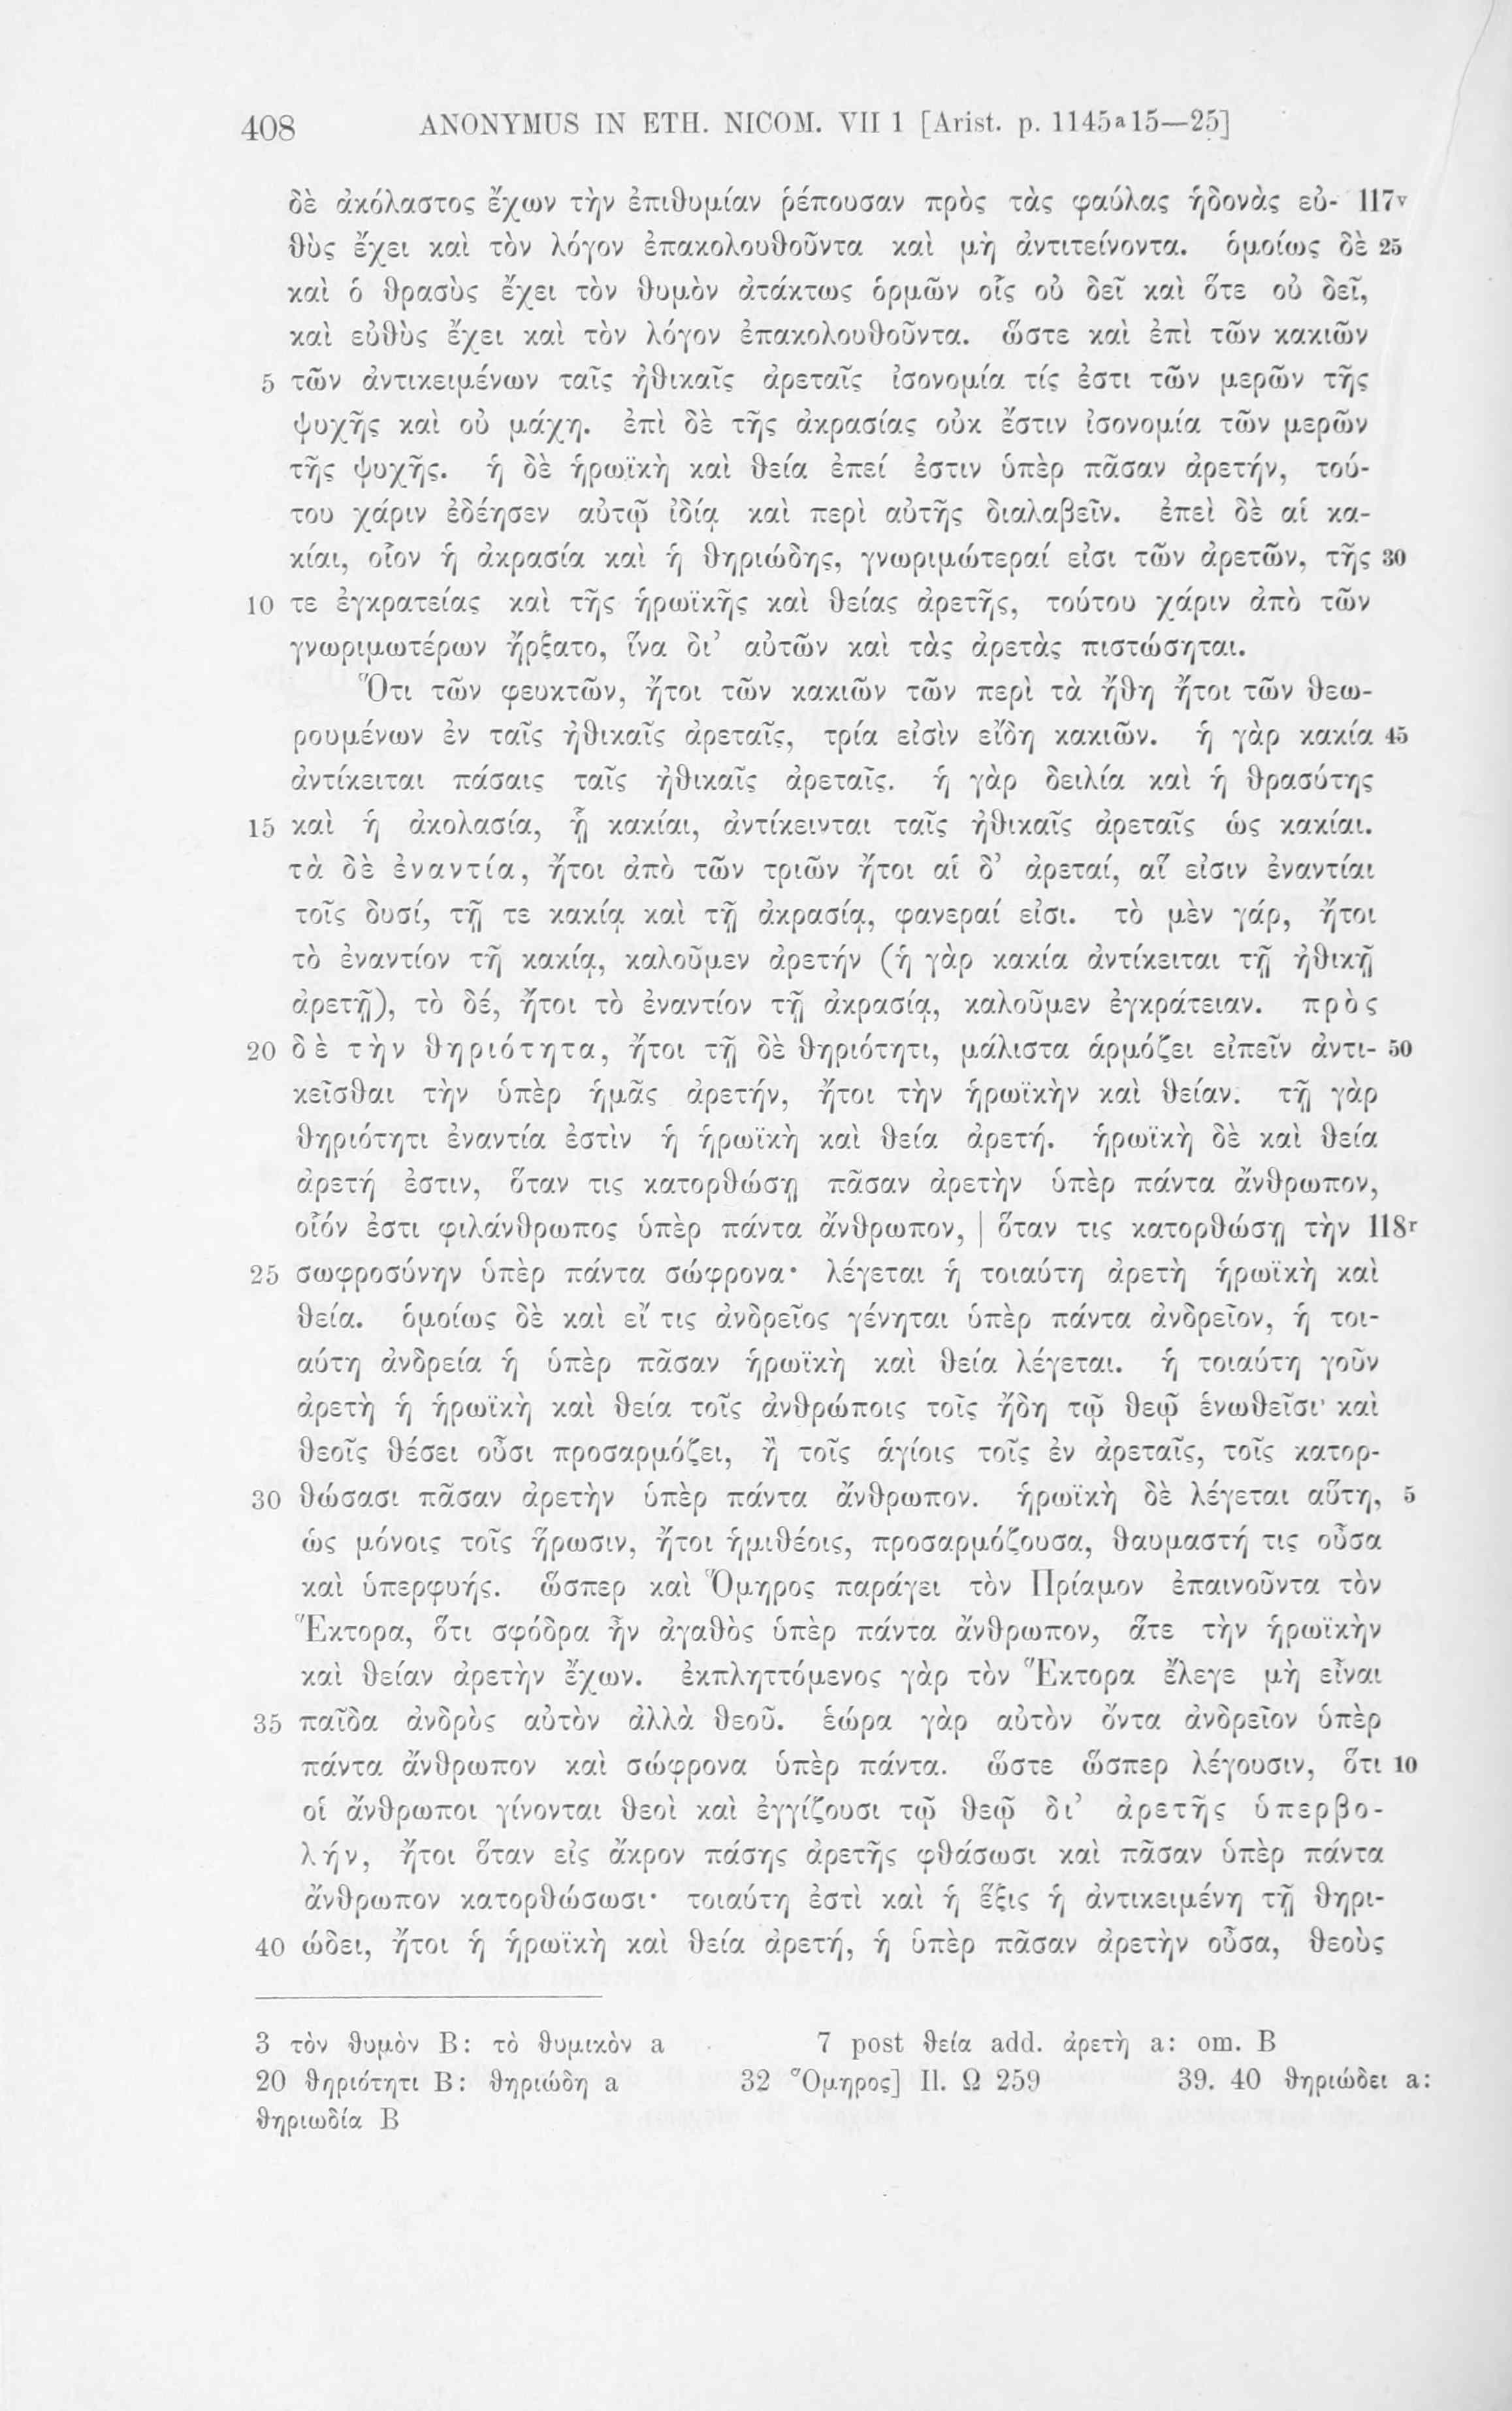 408 ANONYMUS IN ETH. NICOM. VII 1 [Arist. p. 1145a15—25]
δὲ ἀκόλαστος ἔχων τὴν ἐπιθυμίαν ῥέπουσαν πρὸς τὰς φαύλας ἡδονὰς εὐ- 117v
θὺς ἔχει καὶ τὸν λόγον ἐπακολουθοῦντα καὶ μὴ ἀντιτείνοντα. ὁμοίως δὲ 25
καὶ ὁ θρασὺς ἔχει τὸν θυμὸν ἀτάκτως ὁρμῶν οἷς οὐ δεῖ καὶ ὅτε οὐ δεῖ,
καὶ εὐθὺς ἔχει καὶ τὸν λόγον ἐπακολουθοῦντα. ὥστε καὶ ἐπὶ τῶν κακιῶν
5 τῶν ἀντικειμένων ταῖς ἠθικαῖς ἀρεταῖς ἰσονομία τίς ἐστι τῶν μερῶν τῆς
ψυχῆς καὶ οὐ μάχη. ἐπὶ δὲ τῆς ἀκρασίας οὐκ ἔστιν ἰσονομία τῶν μερῶν
τῆς ψυχῆς. ἡ δὲ ἡρωϊκὴ καὶ θεία ἐπεί ἐστιν ὑπὲρ πᾶσαν ἀρετήν, τού-
του χάριν ἐδέησεν αὐτῷ ἰδίᾳ καὶ περὶ αὐτῆς διαλαβεῖν. ἐπεὶ δὲ αἱ κα-
κίαι, οἷον ἡ ἀκρασία καὶ ἡ θηριώδης, γνωριμώτεραί εἰσι τῶν ἀρετῶν, τῆς 30
10 τε ἐγκρατείας καὶ τῆς ἡρωϊκῆς καὶ θείας ἀρετῆς, τούτου χάριν ἀπὸ τῶν
γνωριμωτέρων ἤρξατο, ἵνα δι’ αὐτῶν καὶ τὰς ἀρετὰς πιστώσηται.
Ὅτι τῶν φευκτῶν, ἤτοι τῶν κακιῶν τῶν περὶ τὰ ἤθη ἤτοι τῶν θεω-
ρουμένων ἐν ταῖς ἠθικαῖς ἀρεταῖς, τρία εἰσὶν εἴδη κακιῶν. ἡ γὰρ κακία 45
ἀντίκειται πάσαις ταῖς ἠθικαῖς ἀρεταῖς. ἡ γὰρ δειλία καὶ ἡ θρασύτης
15 καὶ ἡ ἀκολασία, ᾗ κακίαι, ἀντίκεινται ταῖς ἠθικαῖς ἀρεταῖς ὡς κακίαι.
τὰ δὲ ἐναντία, ἤτοι ἀπὸ τῶν τριῶν ἤτοι αἱ δ’ ἀρεταί, αἵ εἰσιν ἐναντίαι
τοῖς δυσί, τῇ τε κακίᾳ καὶ τῇ ἀκρασίᾳ, φανεραί εἰσι. τὸ μὲν γάρ, ἤτοι
τὸ ἐναντίον τῇ κακίᾳ, καλοῦμεν ἀρετήν (ἡ γὰρ κακία ἀντίκειται τῇ ἠθικῇ
ἀρετῇ), τὸ δέ, ἤτοι τὸ ἐναντίον τῇ ἀκρασίᾳ, καλοῦμεν ἐγκράτειαν. πρὸς
20 δὲ τὴν θηριότητα, ἤτοι τῇ δὲ θηριότητι, μάλιστα ἁρμόζει εἰπεῖν ἀντι- 50
κεῖσθαι τὴν ὑπὲρ ἡμᾶς ἀρετήν, ἤτοι τὴν ἡρωϊκὴν καὶ θείαν. τῇ γὰρ
θηριότητι ἐναντία ἐστὶν ἡ ἡρωϊκὴ καὶ θεία ἀρετή. ἡρωϊκὴ δὲ καὶ θεία
ἀρετή ἐστιν, ὅταν τις κατορθώσῃ πᾶσαν ἀρετὴν ὑπὲρ πάντα ἄνθρωπον,
οἷόν ἐστι φιλάνθρωπος ὑπὲρ πάντα ἄνθρωπον, | ὅταν τις κατορθώσῃ τὴν 118r
25 σωφροσύνην ὑπὲρ πάντα σώφρονα· λέγεται ἡ τοιαύτη ἀρετὴ ἡρωϊκὴ καὶ
θεία. ὁμοίως δὲ καὶ εἴ τις ἀνδρεῖος γένηται ὑπὲρ πάντα ἀνδρεῖον, ἡ τοι-
αύτη ἀνδρεία ἡ ὑπὲρ πᾶσαν ἡρωϊκὴ καὶ θεία λέγεται. ἡ τοιαύτη γοῦν
ἀρετὴ ἡ ἡρωϊκὴ καὶ θεία τοῖς ἀνθρώποις τοῖς ἤδη τῷ θεῷ ἑνωθεῖσι καὶ
θεοῖς θέσει οὖσι προσαρμόζει, ἢ τοῖς ἁγίοις τοῖς ἐν ἀρεταῖς, τοῖς κατορ-
30 θώσασι πᾶσαν ἀρετὴν ὑπὲρ πάντα ἄνθρωπον. ἡρωϊκὴ δὲ λέγεται αὕτη, 5
ὡς μόνοις τοῖς ἥρωσιν, ἤτοι ἡμιθέοις, προσαρμόζουσα, θαυμαστή τις οὖσα
καὶ ὑπερφυής. ὥσπερ καὶ Ὅμηρος παράγει τὸν Πρίαμον ἐπαινοῦντα τὸν
Ἕκτορα, ὅτι σφόδρα ἦν ἀγαθὸς ὑπὲρ πάντα ἄνθρωπον, ἅτε τὴν ἡρωϊκὴν
καὶ θείαν ἀρετὴν ἔχων. ἐκπληττόμενος γὰρ τὸν Ἕκτορα ἔλεγε μὴ εἶναι
35 παῖδα ἀνδρὸς αὐτὸν ἀλλὰ θεοῦ. ἑώρα γὰρ αὐτὸν ὄντα ἀνδρεῖον ὑπὲρ
πάντα ἄνθρωπον καὶ σώφρονα ὑπὲρ πάντα. ὥστε ὥσπερ λέγουσιν, ὅτι 10
οἱ ἄνθρωποι γίνονται θεοὶ καὶ ἐγγίζουσι τῷ θεῷ δι’ ἀρετῆς ὑπερβο-
λήν, ἤτοι ὅταν εἰς ἄκρον πάσης ἀρετῆς φθάσωσι καὶ πᾶσαν ὑπὲρ πάντα
ἄνθρωπον κατορθώσωσι· τοιαύτη ἐστὶ καὶ ἡ ἕξις ἡ ἀντικειμένη τῇ θηρι-
40 ώδει, ἤτοι ἡ ἡρωϊκὴ καὶ θεία ἀρετή, ἡ ὑπὲρ πᾶσαν ἀρετὴν οὖσα, θεοὺς
3 τὸν θυμὸν B: τὸ θυμικὸν a 7 post θεία add. ἀρετὴ a: om. B
20 θηριότητι B: θηριώδη a 32 Ὅμηρος] Il. Ω 259 39. 40 θηριώδει a:
θηριωδία B